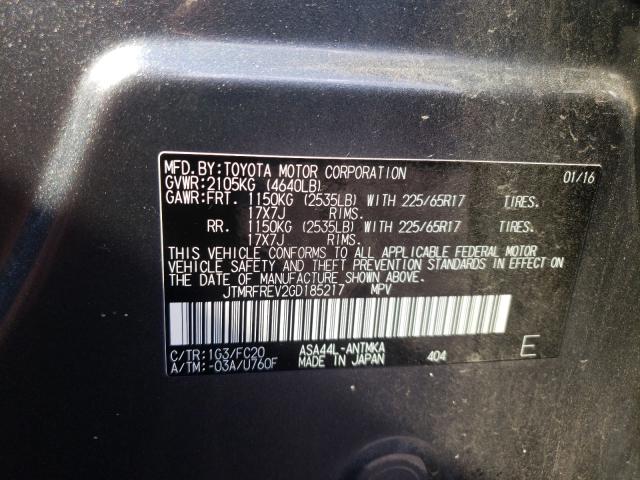 MFD. BY: TOYOTA MOTOR CORPORATION 01/16
GVWR: 2105KG (4640LB)
GAWR: FRT. 1150KG (2535LB) WITH 225/65R17 TIRES.
17X7J RIMS.
RR. 1150KG (2535LB) WITH 225/65R17 TIRES.
17X7J RIMS.
THIS VEHICLE CONFORMS TO ALL APPLICABLE FEDERAL MOTOR
VEHICLE SAFETY AND THEFT PREVENTION STANDARDS IN EFFECT ON
THE DATE OF MANUFACTURE SHOWN ABOVE.
JTMRFREV2GD185217 MPV
C/TR: 1G3/FC20 ASA44L-ANTMKA
A/TM: -03A/U760F MADE IN JAPAN 404 E